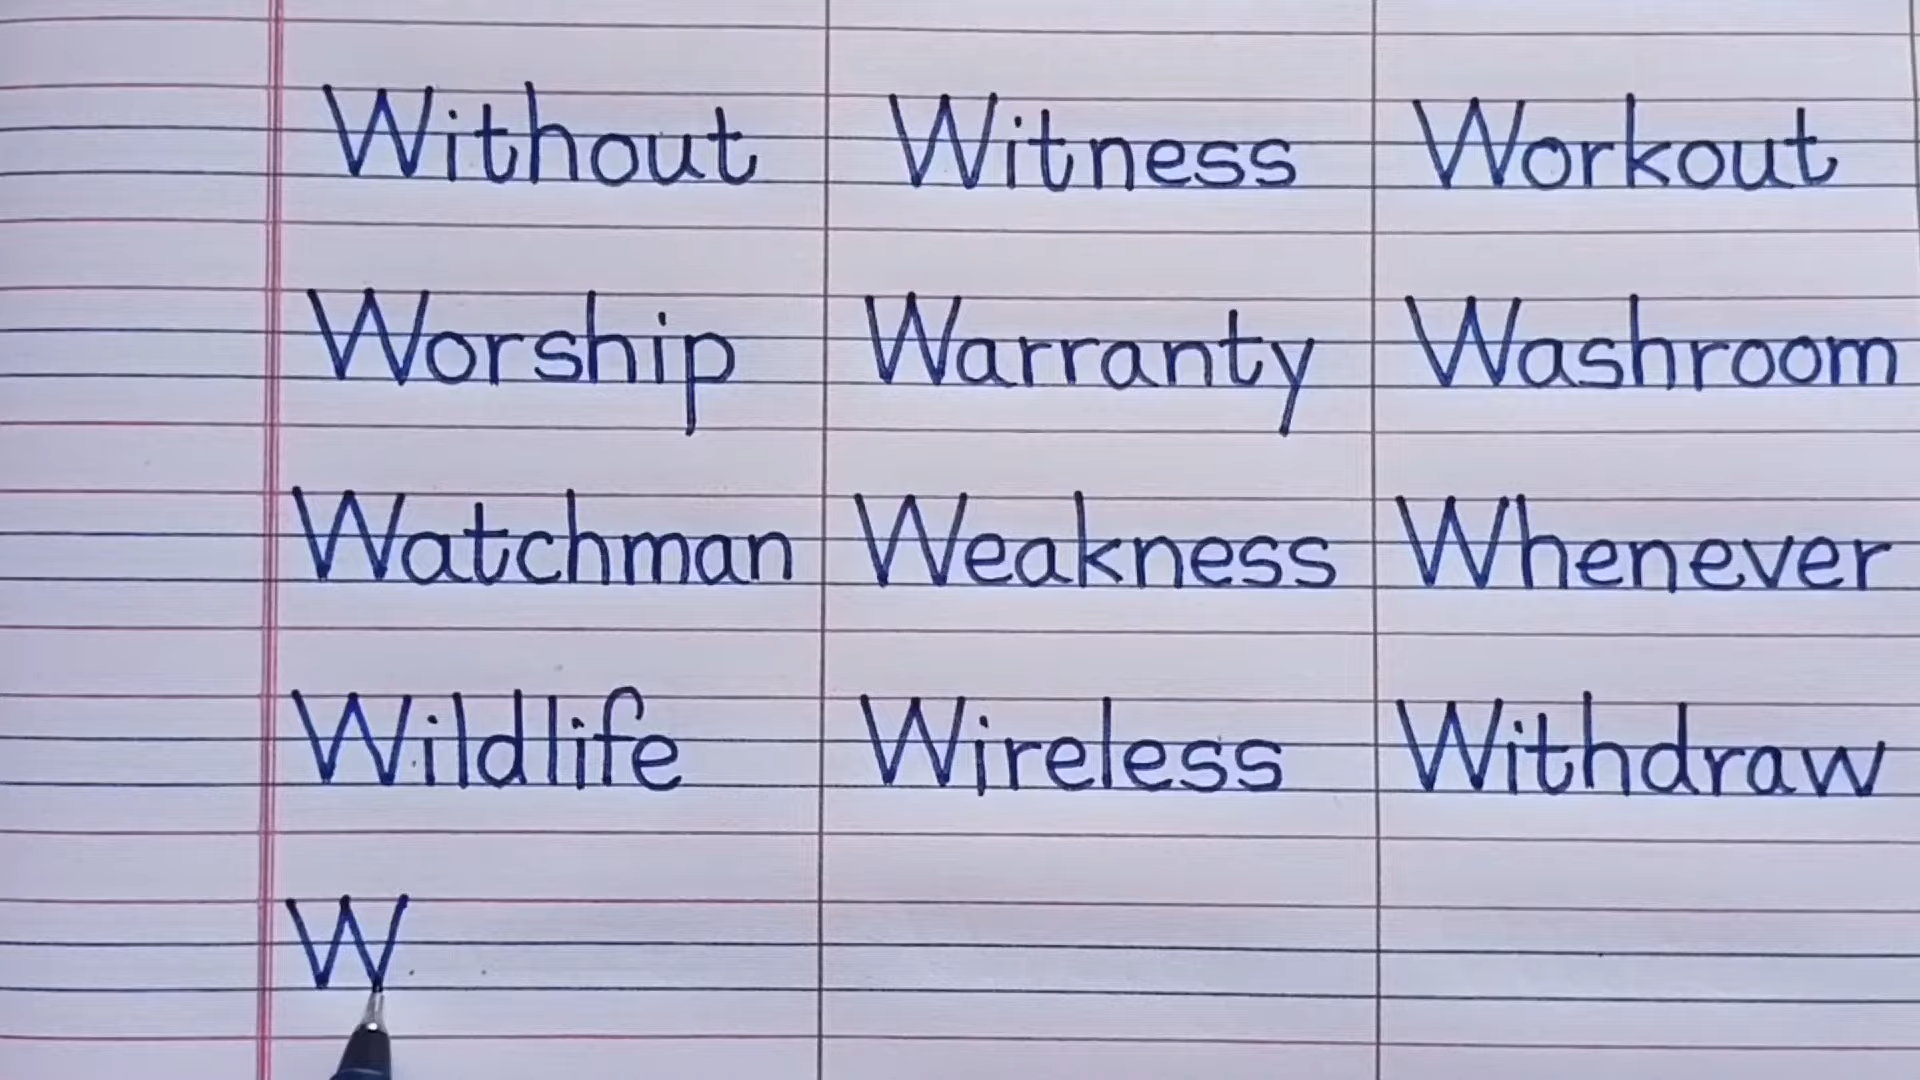 Without Witness Workout
Worship Warranty Washroom
Watchman Weakness Whenever
Wildlife Wireless Withdraw
W